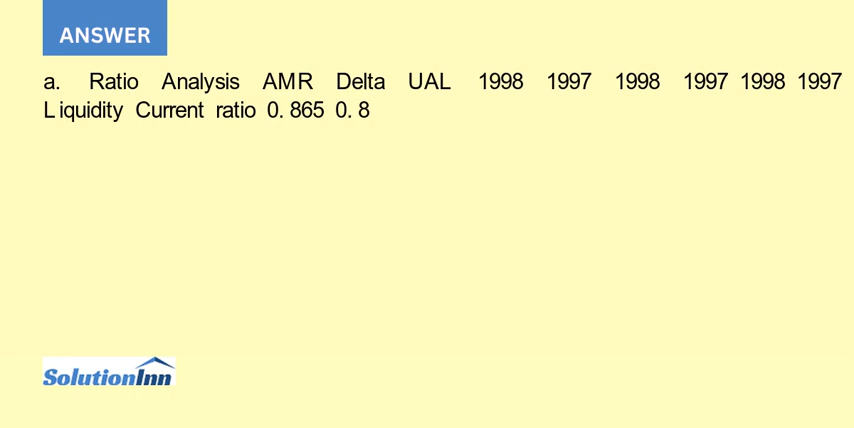 ANSWER
a. Ratio Analysis AMR Delta UAL 1998 1997 1998 1997 1998 1997
Liquidity Current ratio 0. 865 0. 8
SolutionInn